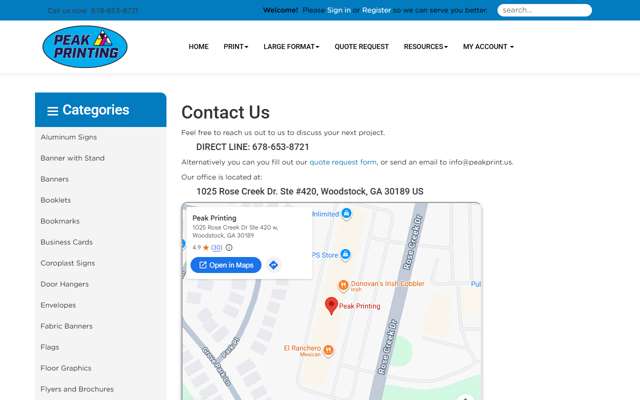 Call us now: 678-653-8721
Welcome! Please Sign in or Register so we can serve you better.
search...
PEAK PRINTING
HOME PRINT LARGE FORMAT QUOTE REQUEST RESOURCES MY ACCOUNT
Categories
Aluminum Signs
Banner with Stand
Banners
Booklets
Bookmarks
Business Cards
Coroplast Signs
Door Hangers
Envelopes
Fabric Banners
Flags
Floor Graphics
Flyers and Brochures
Contact Us
Feel free to reach us out to us to discuss your next project.
DIRECT LINE: 678-653-8721
Alternatively you can you fill out our quote request form, or send an email to info@peakprint.us.
Our office is located at:
1025 Rose Creek Dr. Ste #420, Woodstock, GA 30189 US
Peak Printing
1025 Rose Creek Dr Ste 420 w,
Woodstock, GA 30189
4.9 (30)
Open in Maps
Unlimited
PS Store
Donovan's Irish Cobbler
Irish
Peak Printing
El Ranchero
Mexican
Rose Creek Dr
Rose Creek Dr
Park Pl
Pul